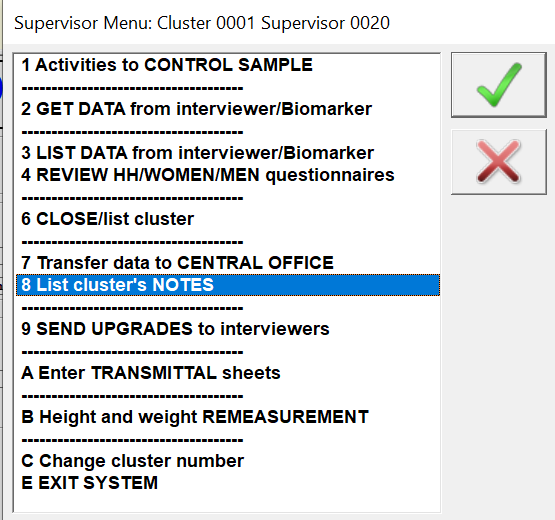 Supervisor Menu: Cluster 0001 Supervisor 0020
1 Activities to CONTROL SAMPLE
-------------------------------------
2 GET DATA from interviewer/Biomarker
-------------------------------------
3 LIST DATA from interviewer/Biomarker
4 REVIEW HH/WOMEN/MEN questionnaires
-------------------------------------
6 CLOSE/list cluster
-------------------------------------
7 Transfer data to CENTRAL OFFICE
8 List cluster's NOTES
-------------------------------------
9 SEND UPGRADES to interviewers
-------------------------------------
A Enter TRANSMITTAL sheets
-------------------------------------
B Height and weight REMEASUREMENT
-------------------------------------
C Change cluster number
E EXIT SYSTEM